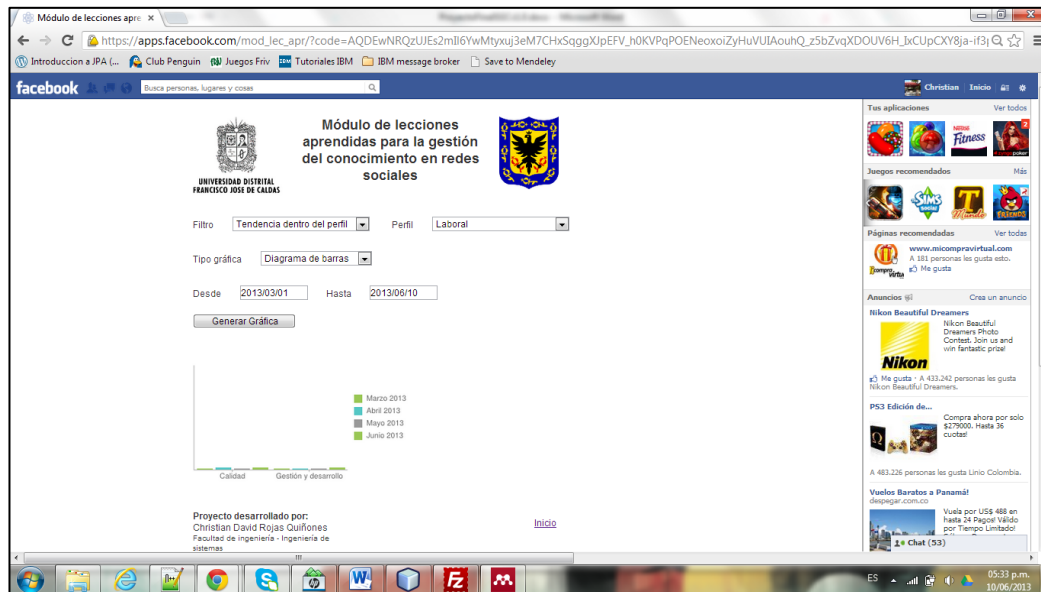 Módulo de lecciones apre
https://apps.facebook.com/mod_lec_apr/?code=
Introduccion a JPA (...
Club Penguin
Juegos Friv
Tutoriales IBM
IBM message broker
Save to Mendeley
facebook
Busca personas, lugares y cosas
Christian
Inicio
Módulo de lecciones
aprendidas para la gestión
del conocimiento en redes
sociales
UNIVERSIDAD DISTRITAL
FRANCISCO JOSE DE CALDAS
Filtro
Tendencia dentro del perfil
Perfil
Laboral
Tipo gráfica
Diagrama de barras
Desde
2013/03/01
Hasta
2013/06/10
Generar Gráfica
Marzo 2013
Abril 2013
Mayo 2013
Junio 2013
Calidad
Gestión y desarrollo
Proyecto desarrollado por:
Christian David Rojas Quiñones
Facultad de ingeniería - Ingeniería de
sistemas
Inicio
Tus aplicaciones
Ver todos
Fitness
poker
Juegos recomendados
Más
SIMS
social
Mundo
FRIENDS
Páginas recomendadas
Ver todas
www.micompravirtual.com
A 181 personas les gusta esto.
Me gusta
Anuncios
Crea un anuncio
Nikon Beautiful Dreamers
Nikon Beautiful
Dreamers Photo
Contest. Join us and
win fantastic prize!
Nikon
Me gusta · A 433.242 personas les gusta
Nikon Beautiful Dreamers.
PS3 Edición de...
Compra ahora por solo
$279000. Hasta 36
cuotas!
A 483.226 personas les gusta Linio Colombia.
Vuelos Baratos a Panamá!
despegar.com.co
Vuela por US$ 488 en
hasta 24 Pagos! Válido
por Tiempo Limitado!
Chat (53)
ES
05:33 p.m.
10/06/2013